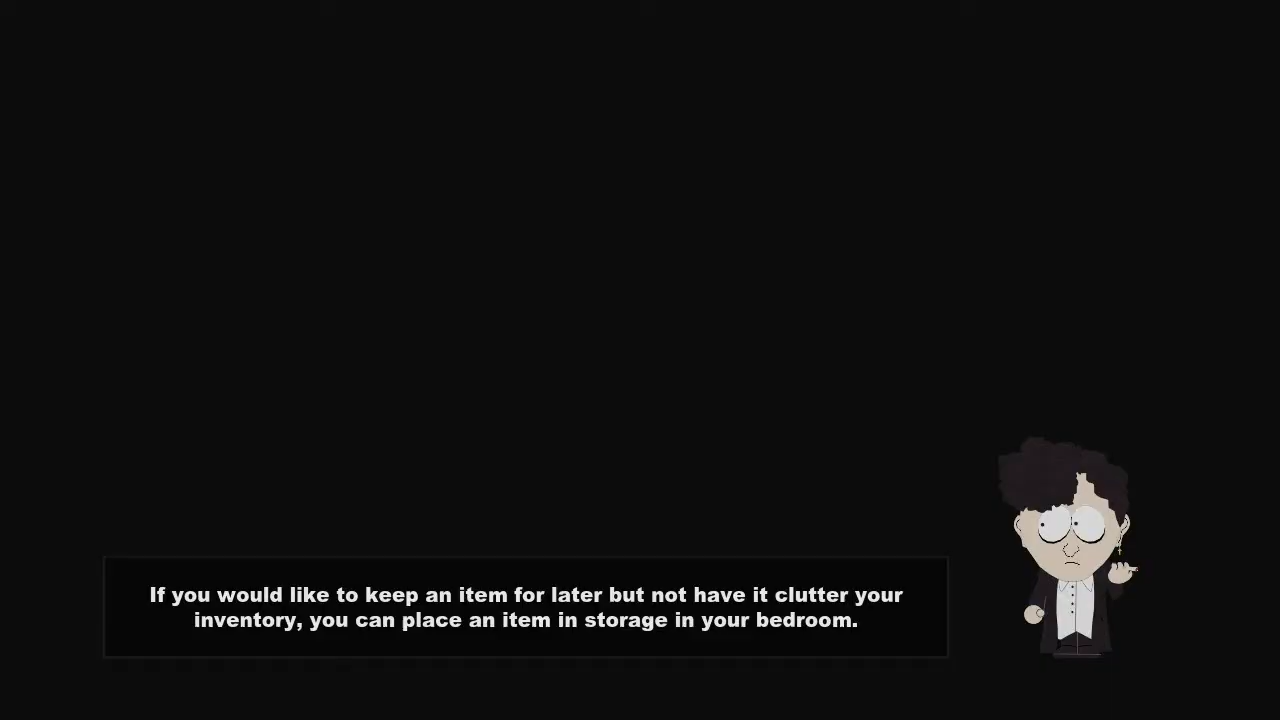 If you would like to keep an item for later but not have it clutter your
inventory, you can place an item in storage in your bedroom.